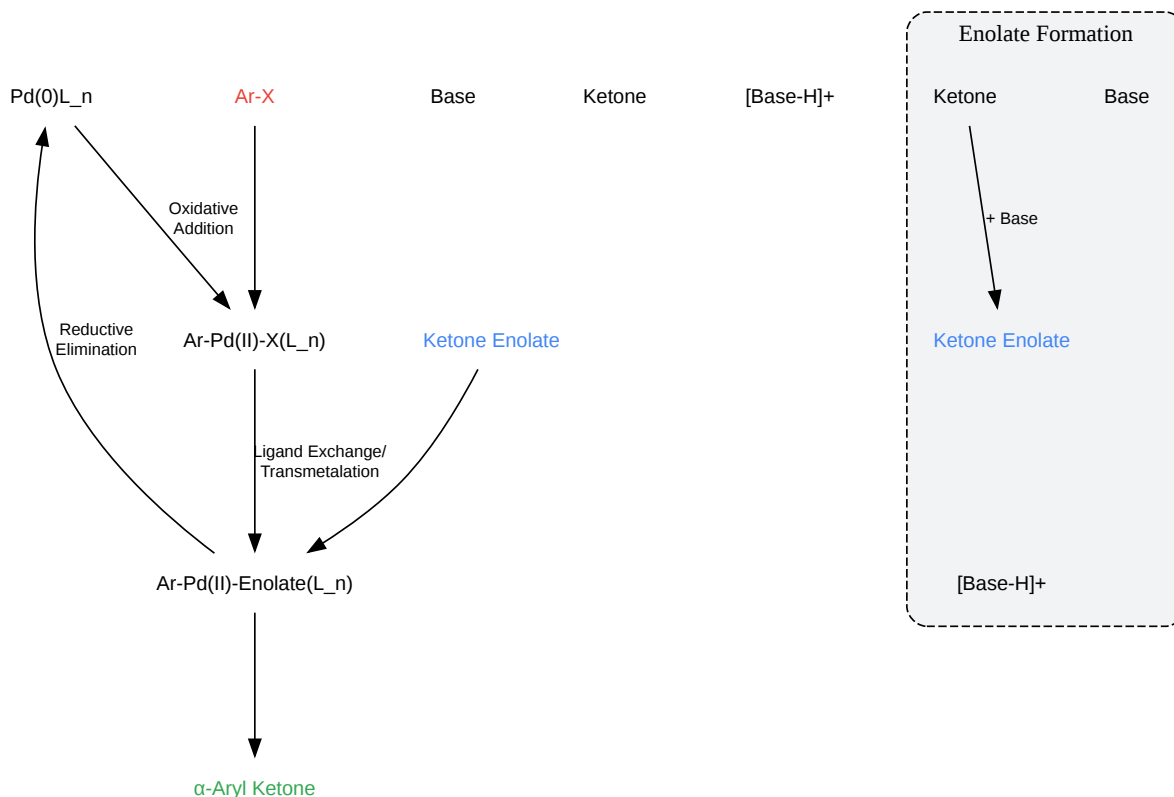 Enolate Formation
Pd(0)L_n
Ar-X
Base
Ketone
[Base-H]+
Ketone
Base
Oxidative
Addition
+ Base
Reductive
Elimination
Ar-Pd(II)-X(L_n)
Ketone Enolate
Ketone Enolate
Ligand Exchange/
Transmetalation
Ar-Pd(II)-Enolate(L_n)
[Base-H]+
α-Aryl Ketone